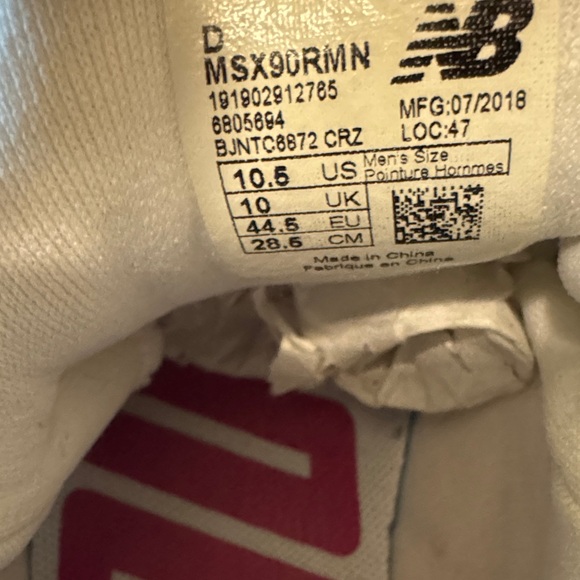 D
MSX90RMN
191902912765
6805694
BJNTC6872 CRZ
NB
MFG:07/2018
LOC:47
10.5 US Men's Size
Pointure Hommes
10 UK
44.5 EU
28.5 CM
Made in China
Fabriqué en Chine